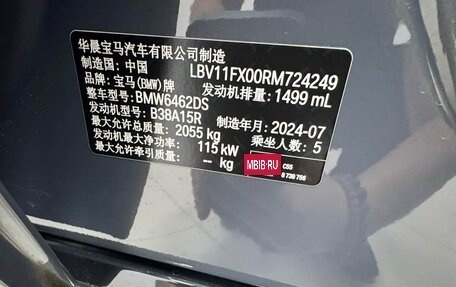 华晨宝马汽车有限公司制造
制造国: 中国 LBV11FX00RM724249
品牌: 宝马(BMW)牌 发动机排量: 1499 mL
整车型号: BMW6462DS
发动机型号: B38A15R 制造年月: 2024-07
最大允许总质量: 2055 kg 乘坐人数: 5
发动机最大净功率: 115 kW
最大允许牵引质量: -- kg
MBIB.RU
C55
8 738 756